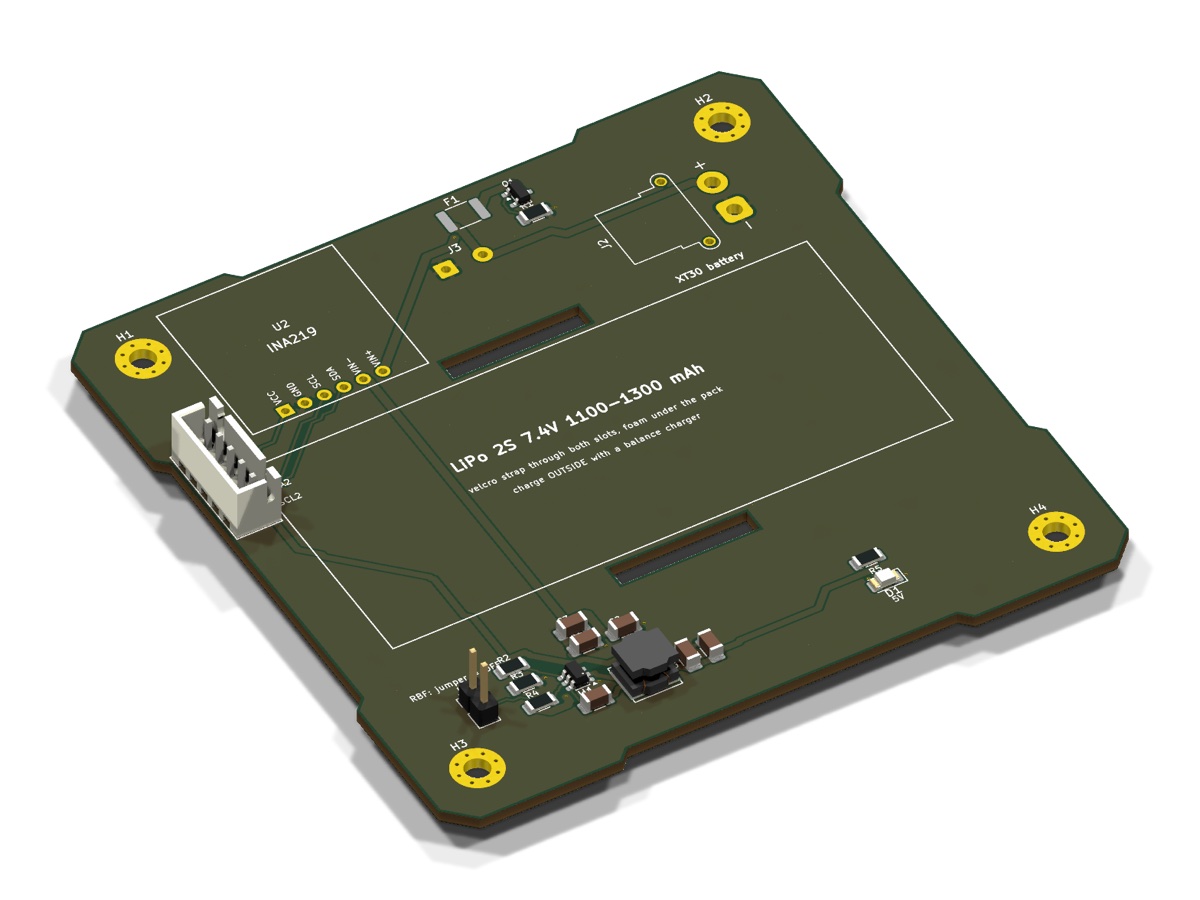 H2
F1
J3
J2
+
−
XT30 battery
H1
U2
INA219
VCC
GND
SCL
SDA
VIN−
VIN+
LiPo 2S 7.4V 1100−1300 mAh
velcro strap through both slots, foam under the pack
charge OUTSIDE with a balance charger
H4
R5
D1
5V
RBF: jumper
R2
R3
R4
H3